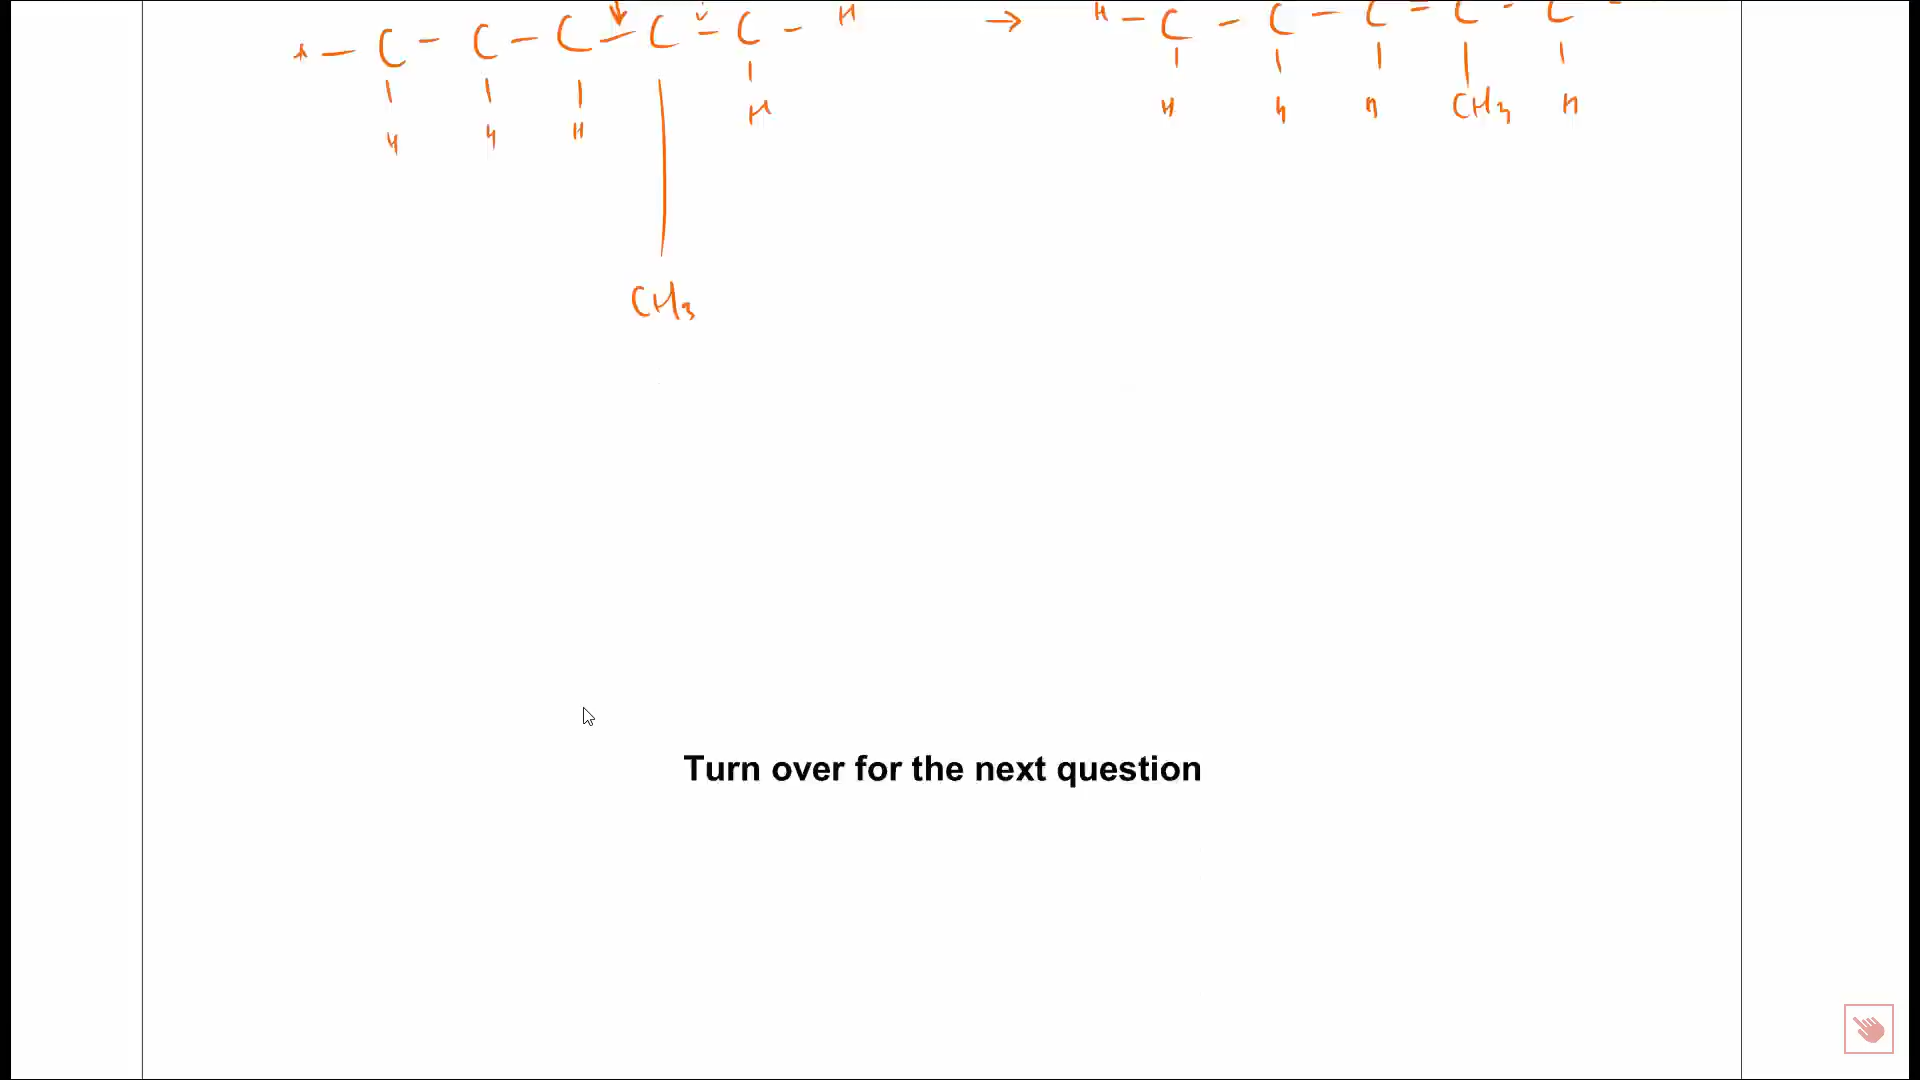 H - C - C - C - C - C - H → H - C - C - C = C - C -
H H H H H H H CH3 H
CH3
Turn over for the next question